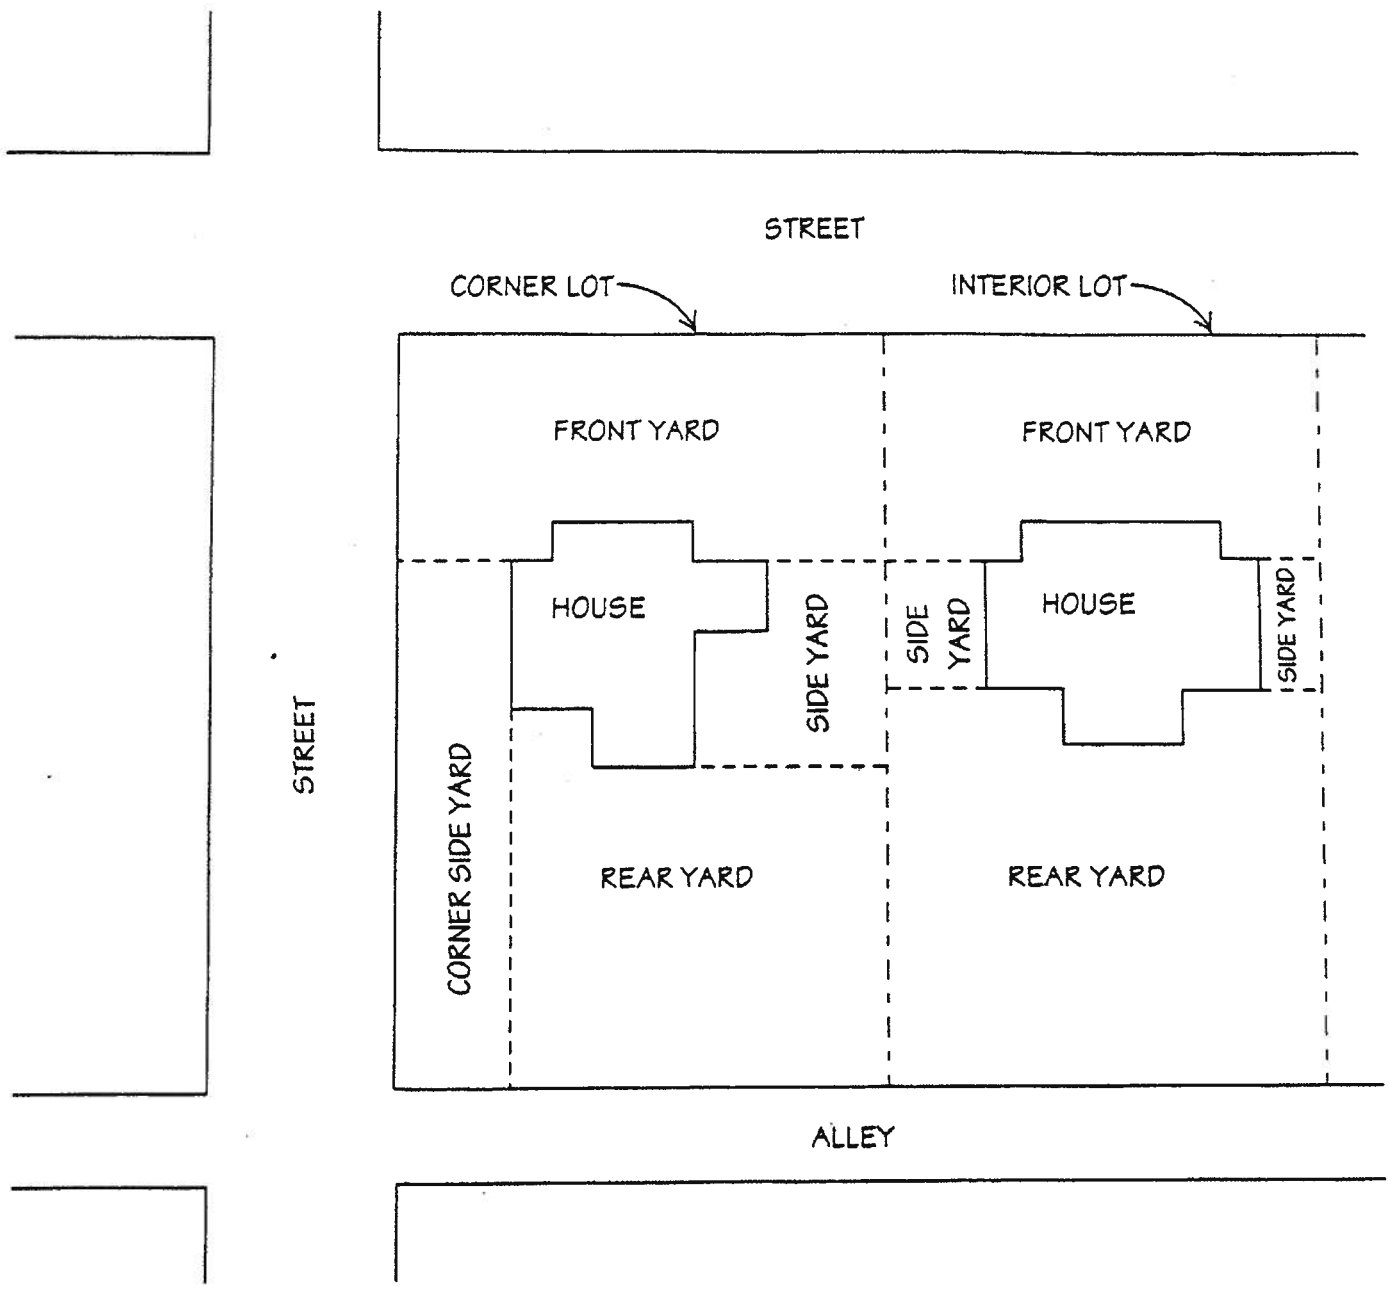 STREET
CORNER LOT
INTERIOR LOT
FRONT YARD
FRONT YARD
HOUSE
SIDE YARD
SIDE
YARD
HOUSE
SIDE YARD
STREET
CORNER SIDE YARD
REAR YARD
REAR YARD
ALLEY